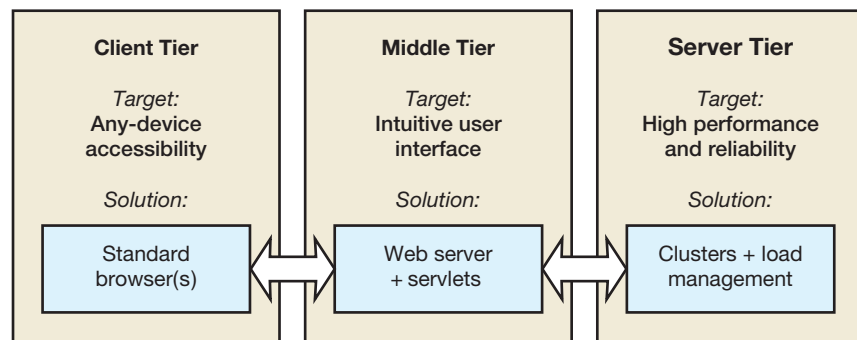 Client Tier
Target:
Any-device
accessibility
Solution:
Standard
browser(s)
Middle Tier
Target:
Intuitive user
interface
Solution:
Web server
+ servlets
Server Tier
Target:
High performance
and reliability
Solution:
Clusters + load
management